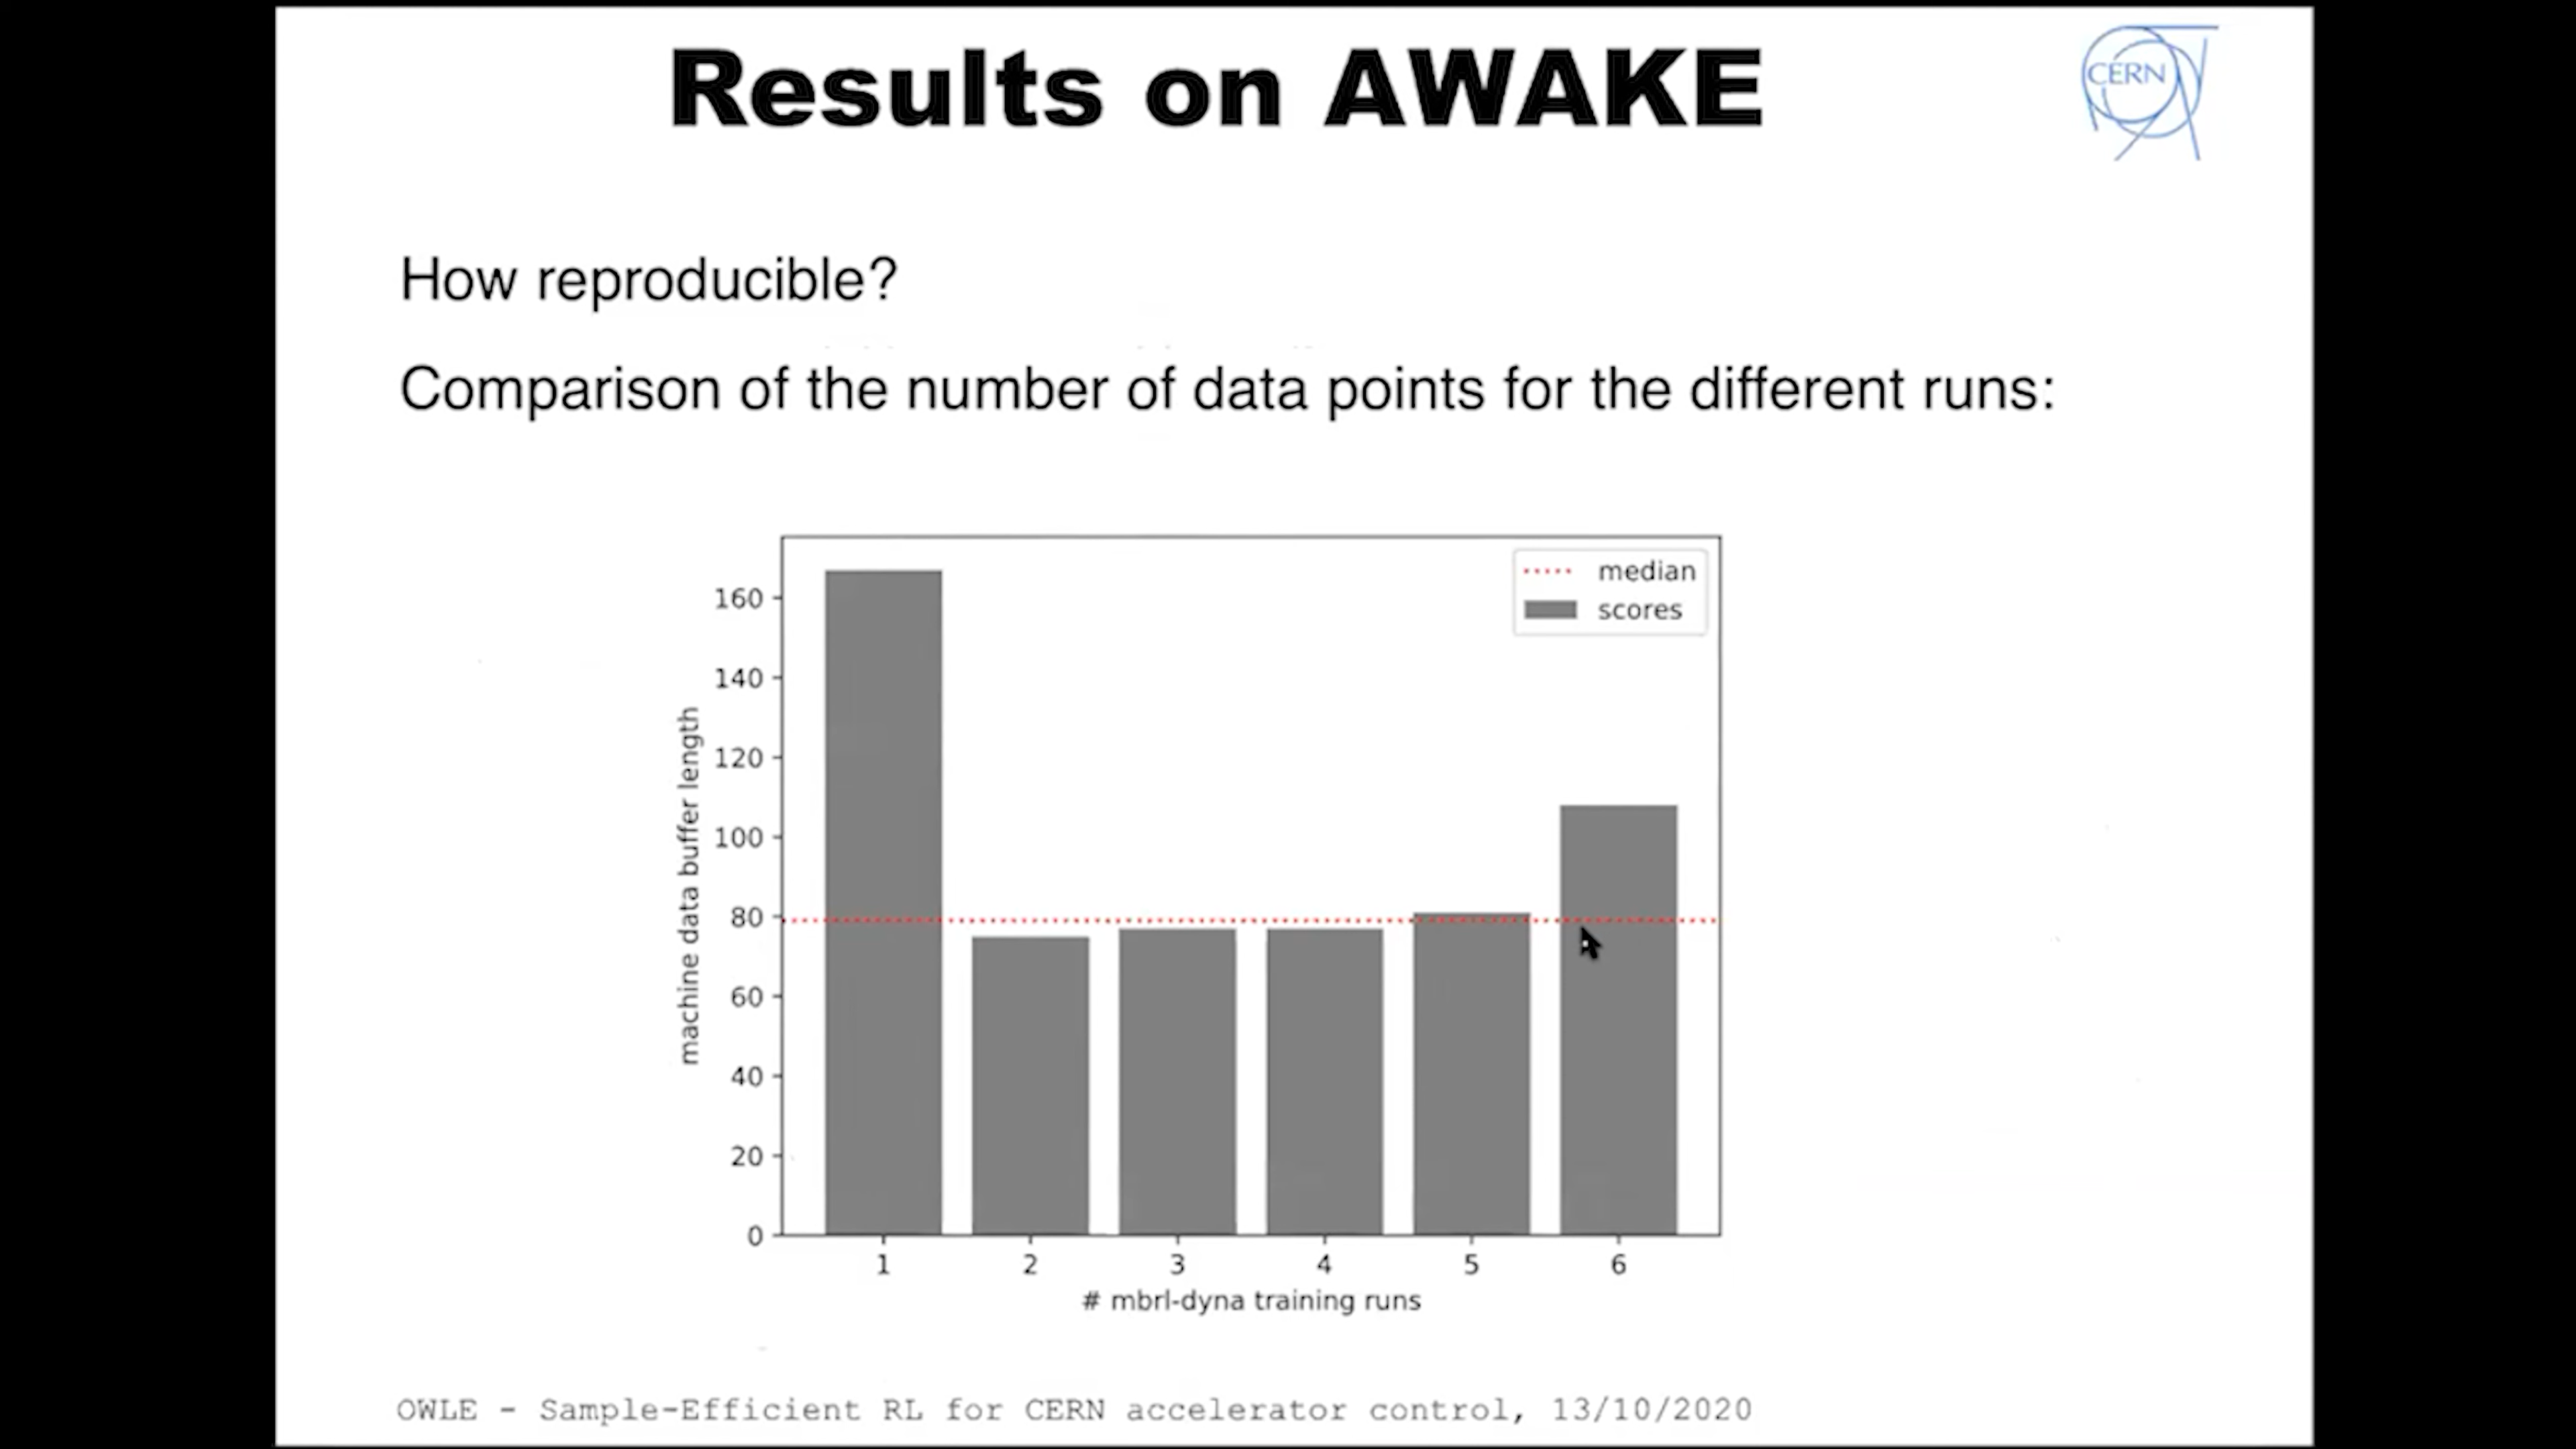 Results on AWAKE
CERN
How reproducible?
Comparison of the number of data points for the different runs:
median
scores
160
140
120
100
80
60
40
20
0
machine data buffer length
1 2 3 4 5 6
# mbrl-dyna training runs
OWLE - Sample-Efficient RL for CERN accelerator control, 13/10/2020